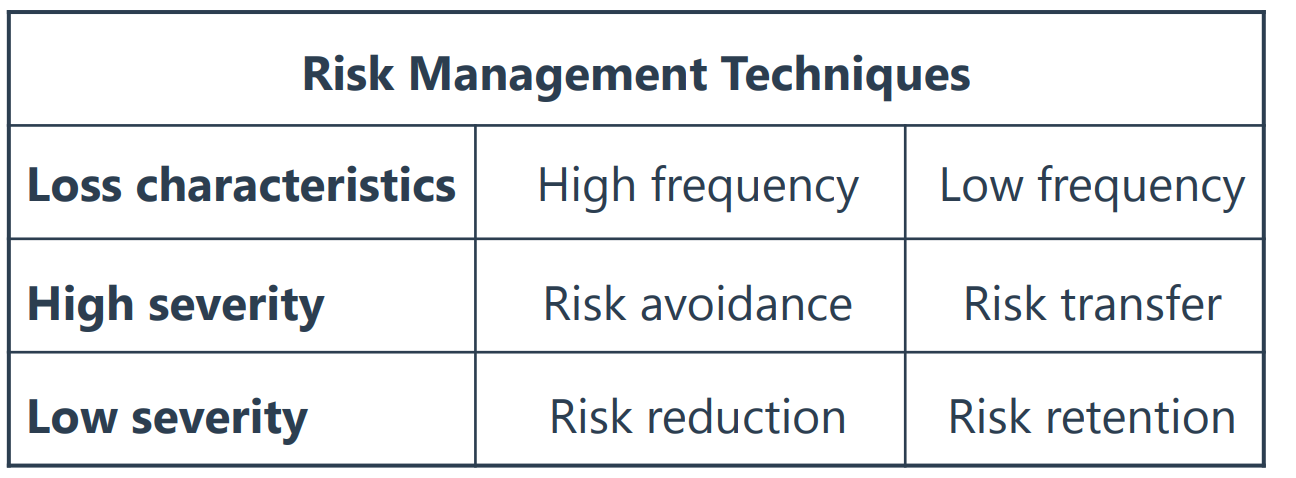 Risk Management Techniques
Loss characteristics High frequency Low frequency
High severity Risk avoidance Risk transfer
Low severity Risk reduction Risk retention